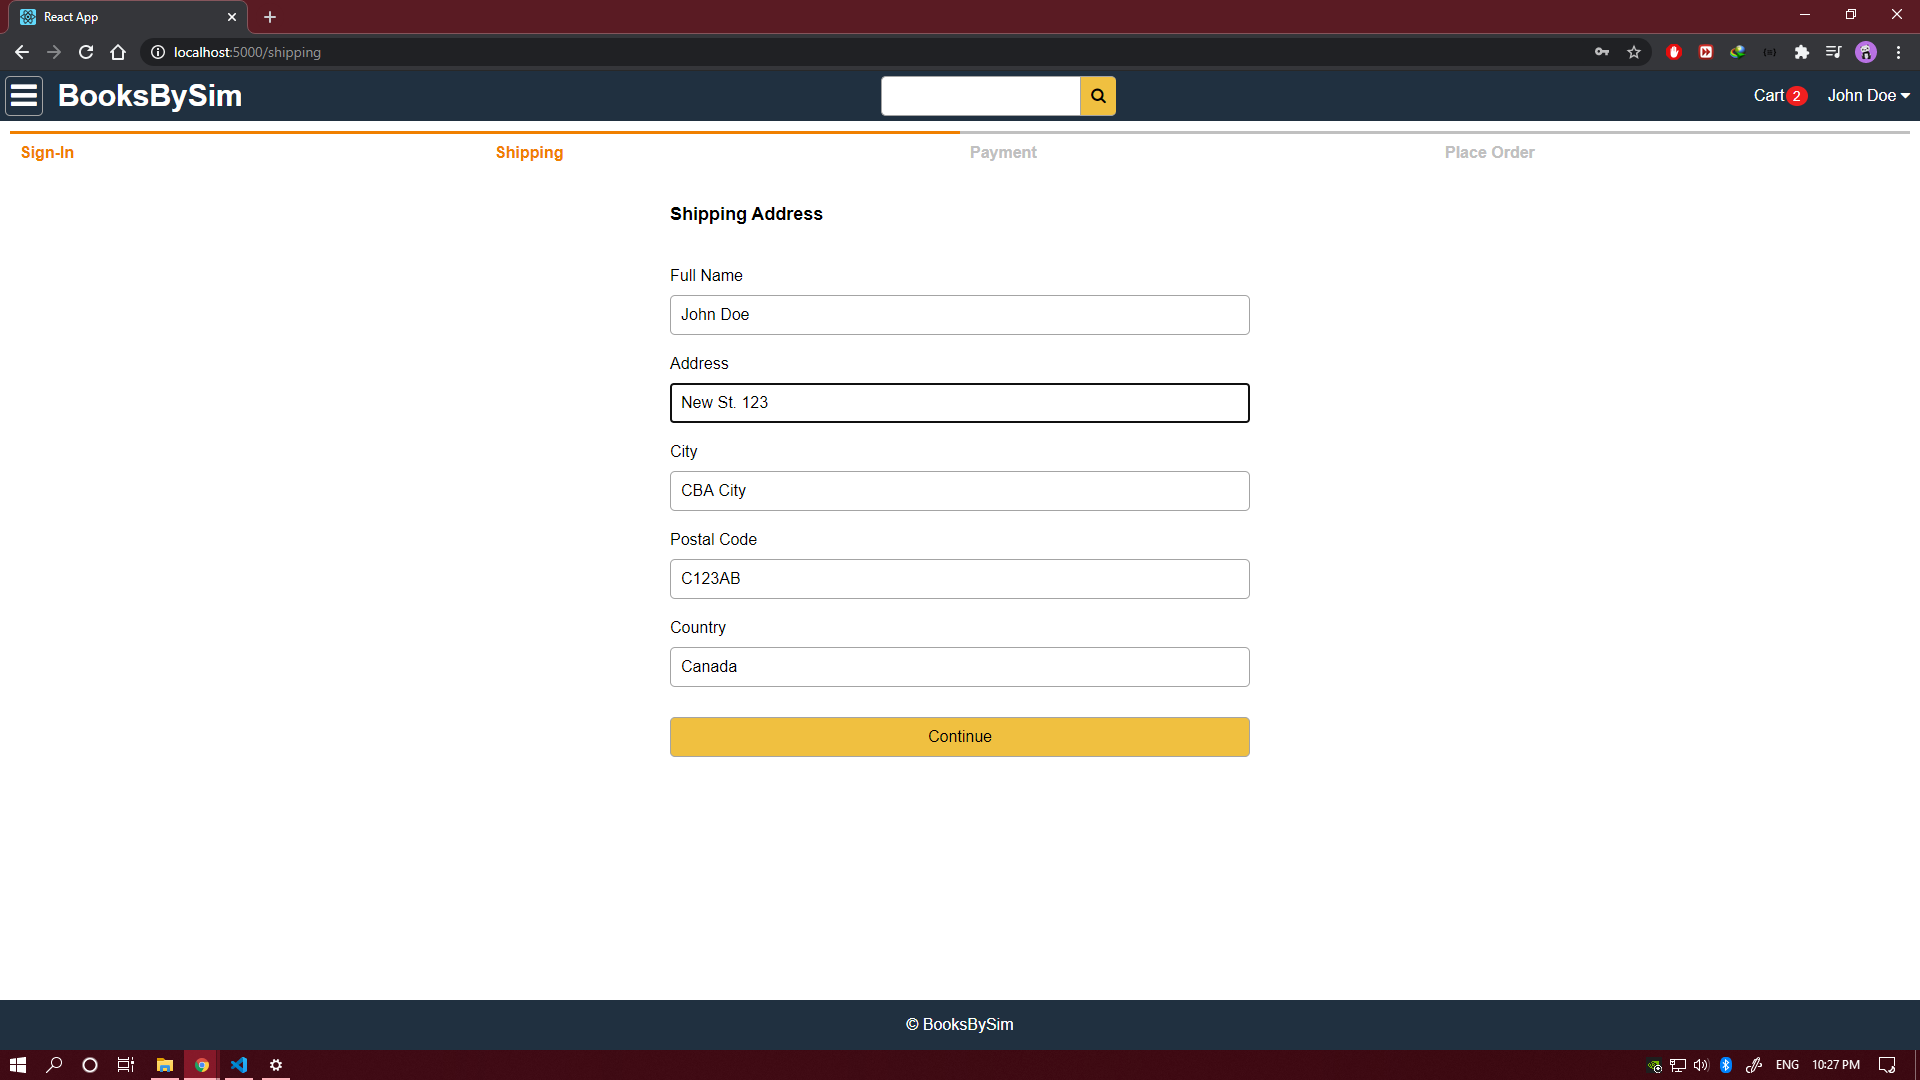 React App
localhost:5000/shipping
BooksBySim
Cart 2
John Doe
Sign-In
Shipping
Payment
Place Order
Shipping Address
Full Name
John Doe
Address
New St. 123
City
CBA City
Postal Code
C123AB
Country
Canada
Continue
© BooksBySim
ENG
10:27 PM